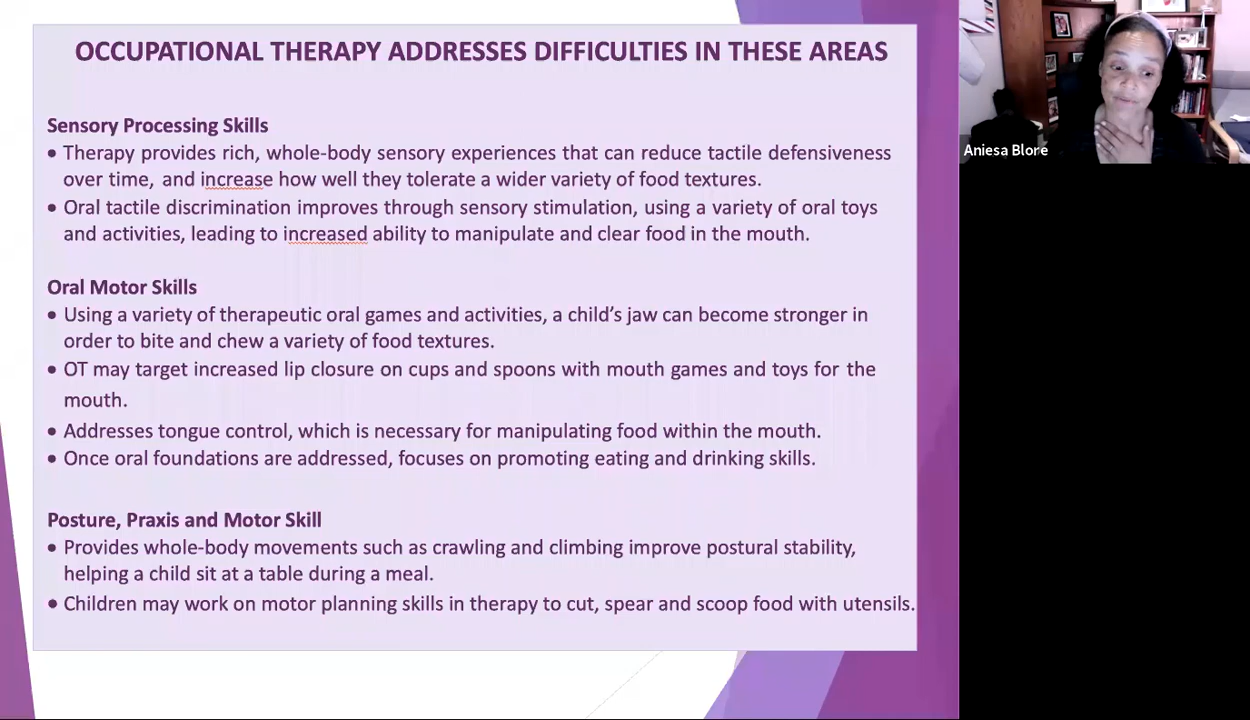 OCCUPATIONAL THERAPY ADDRESSES DIFFICULTIES IN THESE AREAS
Sensory Processing Skills
• Therapy provides rich, whole-body sensory experiences that can reduce tactile defensiveness
over time, and increase how well they tolerate a wider variety of food textures.
• Oral tactile discrimination improves through sensory stimulation, using a variety of oral toys
and activities, leading to increased ability to manipulate and clear food in the mouth.
Oral Motor Skills
• Using a variety of therapeutic oral games and activities, a child's jaw can become stronger in
order to bite and chew a variety of food textures.
• OT may target increased lip closure on cups and spoons with mouth games and toys for the
mouth.
• Addresses tongue control, which is necessary for manipulating food within the mouth.
• Once oral foundations are addressed, focuses on promoting eating and drinking skills.
Posture, Praxis and Motor Skill
• Provides whole-body movements such as crawling and climbing improve postural stability,
helping a child sit at a table during a meal.
• Children may work on motor planning skills in therapy to cut, spear and scoop food with utensils.
Aniesa Blore